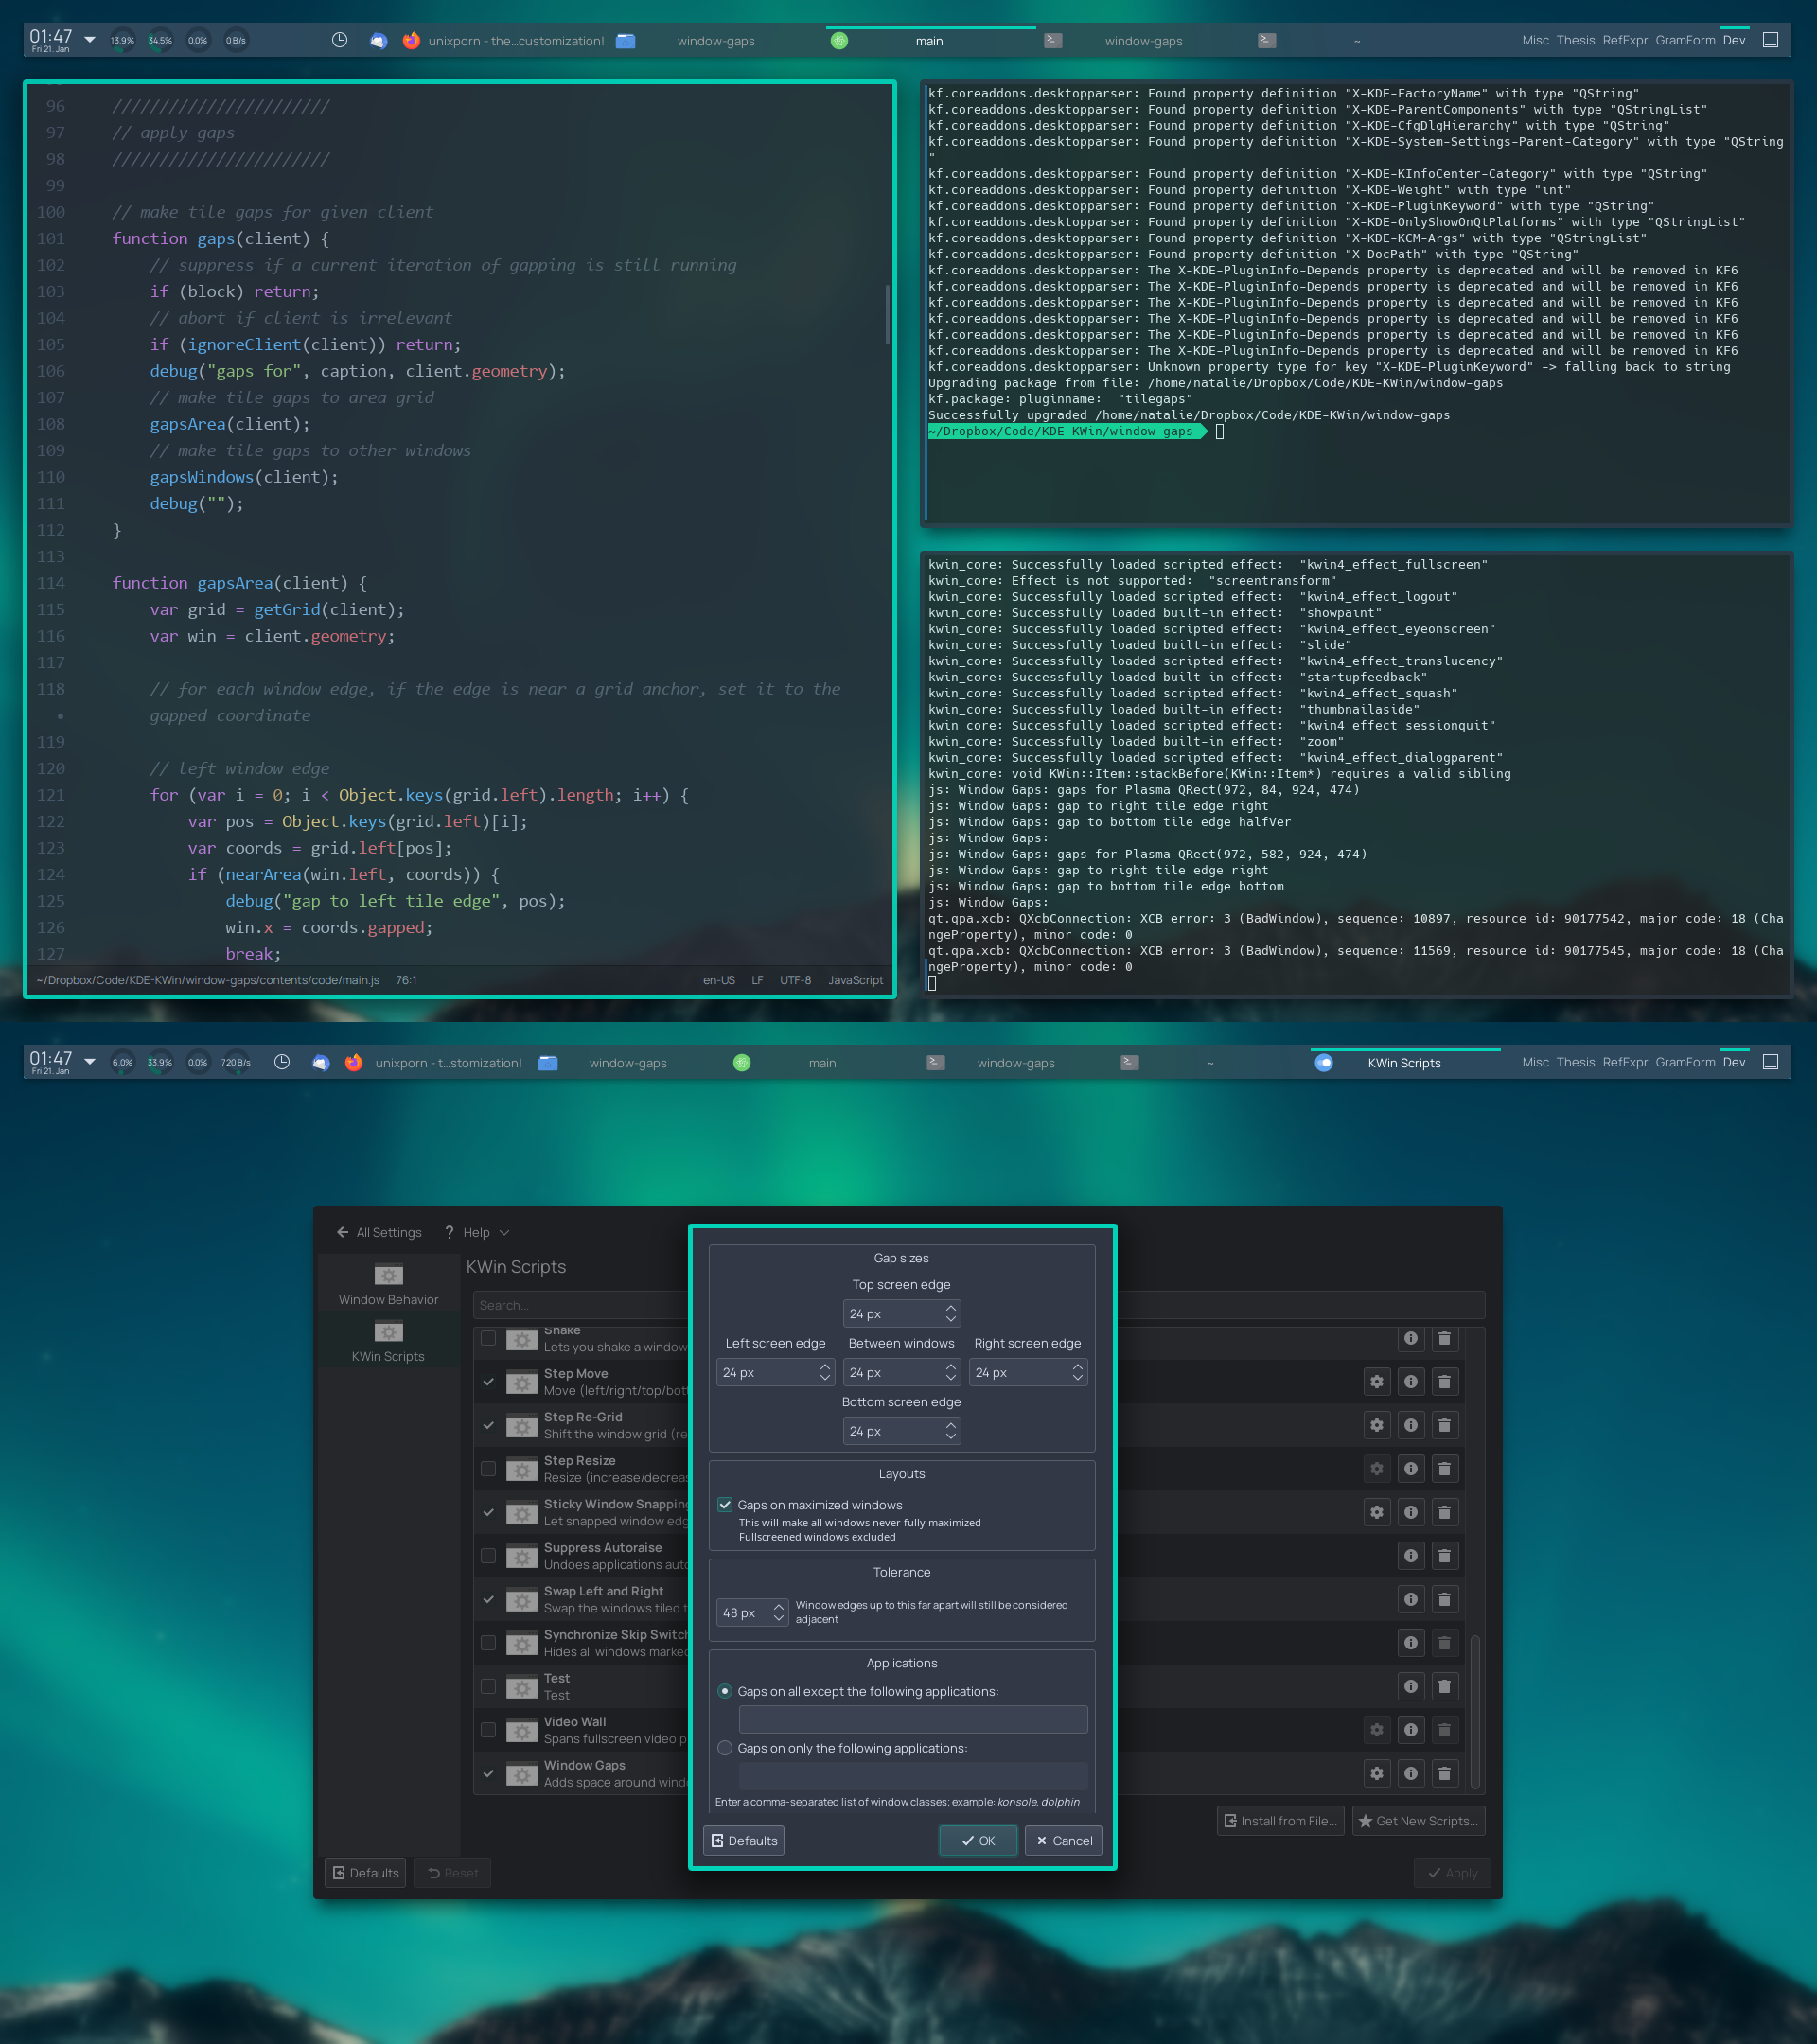 01:47
Fri 21. Jan
13.9% 34.5% 0.0% 0 B/s
unixporn - the...customization! window-gaps main window-gaps ~
Misc Thesis RefExpr GramForm Dev
96 ///////////////////////
97 // apply gaps
98 ///////////////////////
99
100 // make tile gaps for given client
101 function gaps(client) {
102 // suppress if a current iteration of gapping is still running
103 if (block) return;
104 // abort if client is irrelevant
105 if (ignoreClient(client)) return;
106 debug("gaps for", caption, client.geometry);
107 // make tile gaps to area grid
108 gapsArea(client);
109 // make tile gaps to other windows
110 gapsWindows(client);
111 debug("");
112 }
113
114 function gapsArea(client) {
115 var grid = getGrid(client);
116 var win = client.geometry;
117
118 // for each window edge, if the edge is near a grid anchor, set it to the
• gapped coordinate
119
120 // left window edge
121 for (var i = 0; i < Object.keys(grid.left).length; i++) {
122 var pos = Object.keys(grid.left)[i];
123 var coords = grid.left[pos];
124 if (nearArea(win.left, coords)) {
125 debug("gap to left tile edge", pos);
126 win.x = coords.gapped;
127 break;
~/Dropbox/Code/KDE-KWin/window-gaps/contents/code/main.js 76:1 en-US LF UTF-8 JavaScript
kf.coreaddons.desktopparser: Found property definition "X-KDE-FactoryName" with type "QString"
kf.coreaddons.desktopparser: Found property definition "X-KDE-ParentComponents" with type "QStringList"
kf.coreaddons.desktopparser: Found property definition "X-KDE-CfgDlgHierarchy" with type "QString"
kf.coreaddons.desktopparser: Found property definition "X-KDE-System-Settings-Parent-Category" with type "QString
"
kf.coreaddons.desktopparser: Found property definition "X-KDE-KInfoCenter-Category" with type "QString"
kf.coreaddons.desktopparser: Found property definition "X-KDE-Weight" with type "int"
kf.coreaddons.desktopparser: Found property definition "X-KDE-PluginKeyword" with type "QString"
kf.coreaddons.desktopparser: Found property definition "X-KDE-OnlyShowOnQtPlatforms" with type "QStringList"
kf.coreaddons.desktopparser: Found property definition "X-KDE-KCM-Args" with type "QStringList"
kf.coreaddons.desktopparser: Found property definition "X-DocPath" with type "QString"
kf.coreaddons.desktopparser: The X-KDE-PluginInfo-Depends property is deprecated and will be removed in KF6
kf.coreaddons.desktopparser: The X-KDE-PluginInfo-Depends property is deprecated and will be removed in KF6
kf.coreaddons.desktopparser: The X-KDE-PluginInfo-Depends property is deprecated and will be removed in KF6
kf.coreaddons.desktopparser: The X-KDE-PluginInfo-Depends property is deprecated and will be removed in KF6
kf.coreaddons.desktopparser: The X-KDE-PluginInfo-Depends property is deprecated and will be removed in KF6
kf.coreaddons.desktopparser: The X-KDE-PluginInfo-Depends property is deprecated and will be removed in KF6
kf.coreaddons.desktopparser: Unknown property type for key "X-KDE-PluginKeyword" -> falling back to string
Upgrading package from file: /home/natalie/Dropbox/Code/KDE-KWin/window-gaps
kf.package: pluginname:  "tilegaps"
Successfully upgraded /home/natalie/Dropbox/Code/KDE-KWin/window-gaps
~/Dropbox/Code/KDE-KWin/window-gaps
kwin_core: Successfully loaded scripted effect:  "kwin4_effect_fullscreen"
kwin_core: Effect is not supported:  "screentransform"
kwin_core: Successfully loaded scripted effect:  "kwin4_effect_logout"
kwin_core: Successfully loaded built-in effect:  "showpaint"
kwin_core: Successfully loaded scripted effect:  "kwin4_effect_eyeonscreen"
kwin_core: Successfully loaded built-in effect:  "slide"
kwin_core: Successfully loaded scripted effect:  "kwin4_effect_translucency"
kwin_core: Successfully loaded built-in effect:  "startupfeedback"
kwin_core: Successfully loaded scripted effect:  "kwin4_effect_squash"
kwin_core: Successfully loaded built-in effect:  "thumbnailaside"
kwin_core: Successfully loaded scripted effect:  "kwin4_effect_sessionquit"
kwin_core: Successfully loaded built-in effect:  "zoom"
kwin_core: Successfully loaded scripted effect:  "kwin4_effect_dialogparent"
kwin_core: void KWin::Item::stackBefore(KWin::Item*) requires a valid sibling
js: Window Gaps: gaps for Plasma QRect(972, 84, 924, 474)
js: Window Gaps: gap to right tile edge right
js: Window Gaps: gap to bottom tile edge halfVer
js: Window Gaps:
js: Window Gaps: gaps for Plasma QRect(972, 582, 924, 474)
js: Window Gaps: gap to right tile edge right
js: Window Gaps: gap to bottom tile edge bottom
js: Window Gaps:
qt.qpa.xcb: QXcbConnection: XCB error: 3 (BadWindow), sequence: 10897, resource id: 90177542, major code: 18 (Cha
ngeProperty), minor code: 0
qt.qpa.xcb: QXcbConnection: XCB error: 3 (BadWindow), sequence: 11569, resource id: 90177545, major code: 18 (Cha
ngeProperty), minor code: 0
01:47
Fri 21. Jan
6.0% 33.9% 0.0% 720 B/s
unixporn - t...stomization! window-gaps main window-gaps ~ KWin Scripts
Misc Thesis RefExpr GramForm Dev
All Settings ? Help
Window Behavior
KWin Scripts
KWin Scripts
Search...
Shake
Lets you shake a window
Step Move
Move (left/right/top/bott
Step Re-Grid
Shift the window grid (re
Step Resize
Resize (increase/decreas
Sticky Window Snapping
Let snapped window edg
Suppress Autoraise
Undoes applications auto
Swap Left and Right
Swap the windows tiled t
Synchronize Skip Switch
Hides all windows marked
Test
Test
Video Wall
Spans fullscreen video p
Window Gaps
Adds space around windo
Install from File... Get New Scripts...
Defaults Reset Apply
Gap sizes
Top screen edge
24 px
Left screen edge Between windows Right screen edge
24 px 24 px 24 px
Bottom screen edge
24 px
Layouts
Gaps on maximized windows
This will make all windows never fully maximized
Fullscreened windows excluded
Tolerance
48 px
Window edges up to this far apart will still be considered
adjacent
Applications
Gaps on all except the following applications:
Gaps on only the following applications:
Enter a comma-separated list of window classes; example: konsole, dolphin
Defaults OK Cancel